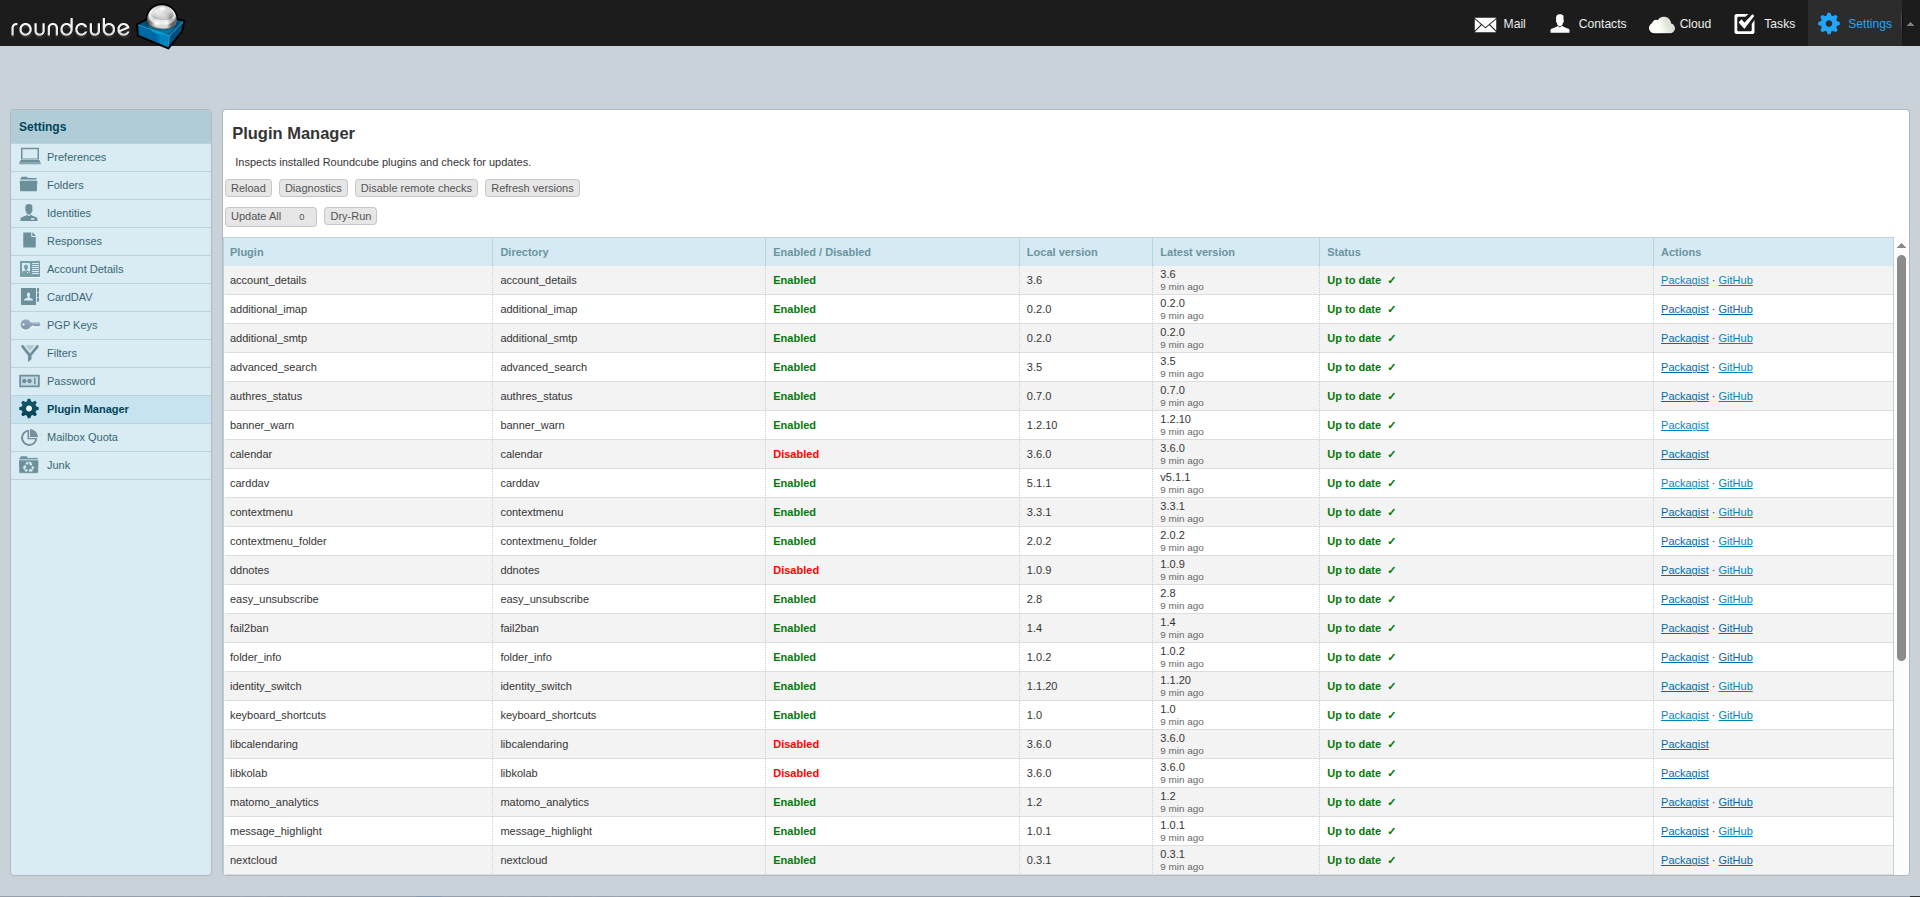 roundcube
Mail Contacts Cloud Tasks Settings
Settings
Preferences
Folders
Identities
Responses
Account Details
CardDAV
PGP Keys
Filters
Password
Plugin Manager
Mailbox Quota
Junk
Plugin Manager
Inspects installed Roundcube plugins and check for updates.
Reload Diagnostics Disable remote checks Refresh versions
Update All 0 Dry-Run
Plugin Directory Enabled / Disabled Local version Latest version Status Actions
account_details account_details Enabled 3.6 3.6 Up to date ✓ Packagist · GitHub
9 min ago
additional_imap additional_imap Enabled 0.2.0 0.2.0 Up to date ✓ Packagist · GitHub
9 min ago
additional_smtp additional_smtp Enabled 0.2.0 0.2.0 Up to date ✓ Packagist · GitHub
9 min ago
advanced_search advanced_search Enabled 3.5 3.5 Up to date ✓ Packagist · GitHub
9 min ago
authres_status authres_status Enabled 0.7.0 0.7.0 Up to date ✓ Packagist · GitHub
9 min ago
banner_warn banner_warn Enabled 1.2.10 1.2.10 Up to date ✓ Packagist
9 min ago
calendar calendar Disabled 3.6.0 3.6.0 Up to date ✓ Packagist
9 min ago
carddav carddav Enabled 5.1.1 v5.1.1 Up to date ✓ Packagist · GitHub
9 min ago
contextmenu contextmenu Enabled 3.3.1 3.3.1 Up to date ✓ Packagist · GitHub
9 min ago
contextmenu_folder contextmenu_folder Enabled 2.0.2 2.0.2 Up to date ✓ Packagist · GitHub
9 min ago
ddnotes ddnotes Disabled 1.0.9 1.0.9 Up to date ✓ Packagist · GitHub
9 min ago
easy_unsubscribe easy_unsubscribe Enabled 2.8 2.8 Up to date ✓ Packagist · GitHub
9 min ago
fail2ban fail2ban Enabled 1.4 1.4 Up to date ✓ Packagist · GitHub
9 min ago
folder_info folder_info Enabled 1.0.2 1.0.2 Up to date ✓ Packagist · GitHub
9 min ago
identity_switch identity_switch Enabled 1.1.20 1.1.20 Up to date ✓ Packagist · GitHub
9 min ago
keyboard_shortcuts keyboard_shortcuts Enabled 1.0 1.0 Up to date ✓ Packagist · GitHub
9 min ago
libcalendaring libcalendaring Disabled 3.6.0 3.6.0 Up to date ✓ Packagist
9 min ago
libkolab libkolab Disabled 3.6.0 3.6.0 Up to date ✓ Packagist
9 min ago
matomo_analytics matomo_analytics Enabled 1.2 1.2 Up to date ✓ Packagist · GitHub
9 min ago
message_highlight message_highlight Enabled 1.0.1 1.0.1 Up to date ✓ Packagist · GitHub
9 min ago
nextcloud nextcloud Enabled 0.3.1 0.3.1 Up to date ✓ Packagist · GitHub
9 min ago